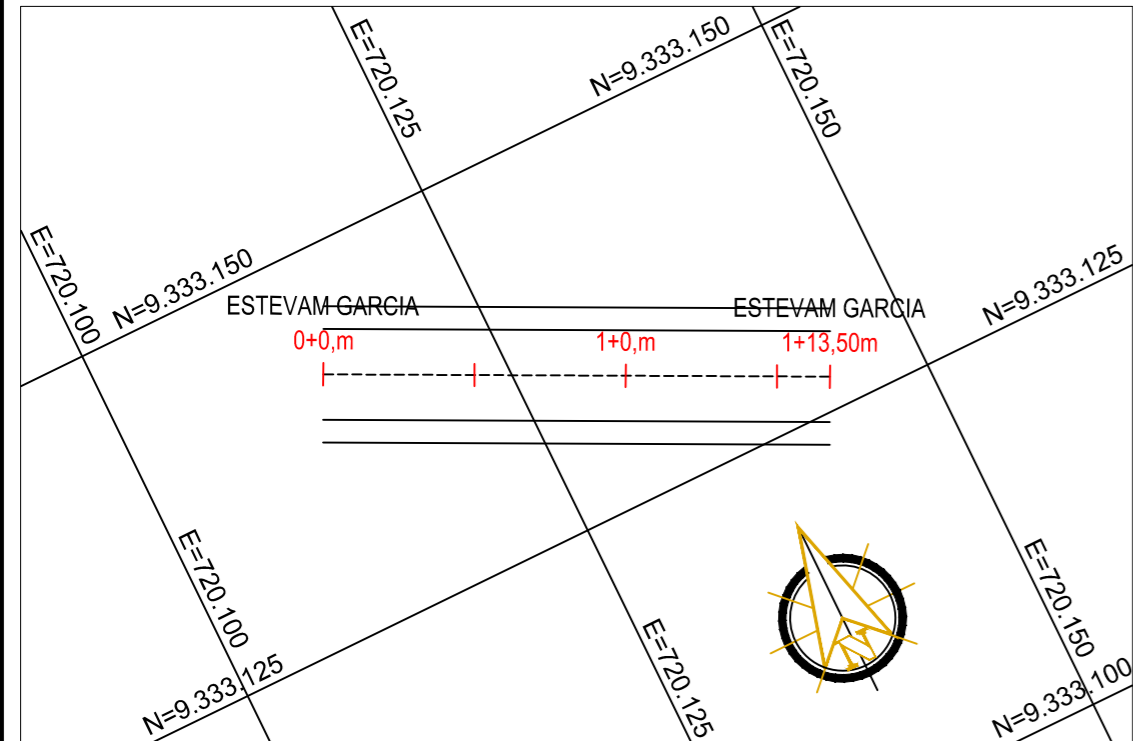 E=720.125
N=9.333.150
E=720.150
E=720.100
N=9.333.150
N=9.333.125
ESTEVAM GARCIA
ESTEVAM GARCIA
0+0,m
1+0,m
1+13,50m
E=720.100
E=720.150
E=720.125
N=9.333.125
N=9.333.100
N